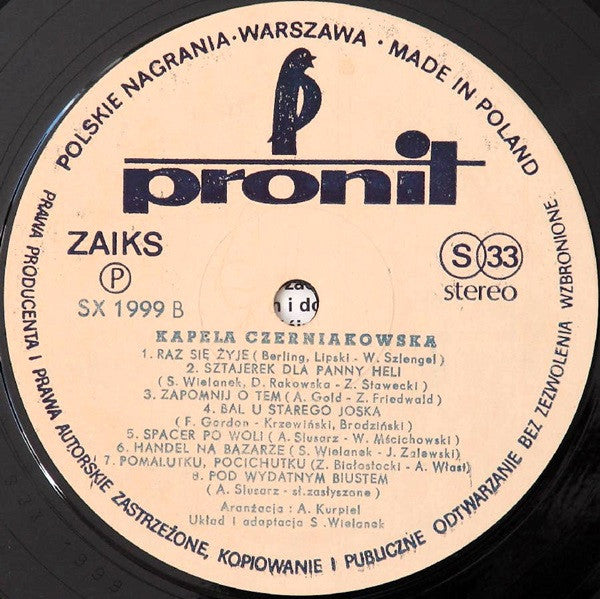 POLSKIE NAGRANIA · WARSZAWA · MADE IN POLAND
pronit
ZAIKS
P
SX 1999 B
S 33
stereo
KAPELA CZERNIAKOWSKA
1. RAZ SIĘ ŻYJE (Berling, Lipski - W. Szlengel)
2. SZTAJEREK DLA PANNY HELI
(S. Wielanek, D. Rakowska - Z. Stawecki)
3. ZAPOMNIJ O TEM (A. Gold - Z. Friedwald)
4. BAL U STAREGO JOSKA
(F. Gordon - Krzewiński, Brodziński)
5. SPACER PO WOLI (A. Slusarz - W. Mścichowski)
6. HANDEL NA BAZARZE (S. Wielanek - J. Zalewski)
7. POMALUTKU, POCICHUTKU (Z. Białostocki - A. Włast)
8. POD WYDATNYM BIUSTEM
(A. Slusarz - sł. zasłyszone)
Aranżacja: A. Kurpiel
Układ i adaptacja S. Wielanek
PRAWA PRODUCENTA I PRAWA AUTORSKIE ZASTRZEŻONE, KOPIOWANIE I PUBLICZNE ODTWARZANIE BEZ ZEZWOLENIA WZBRONIONE